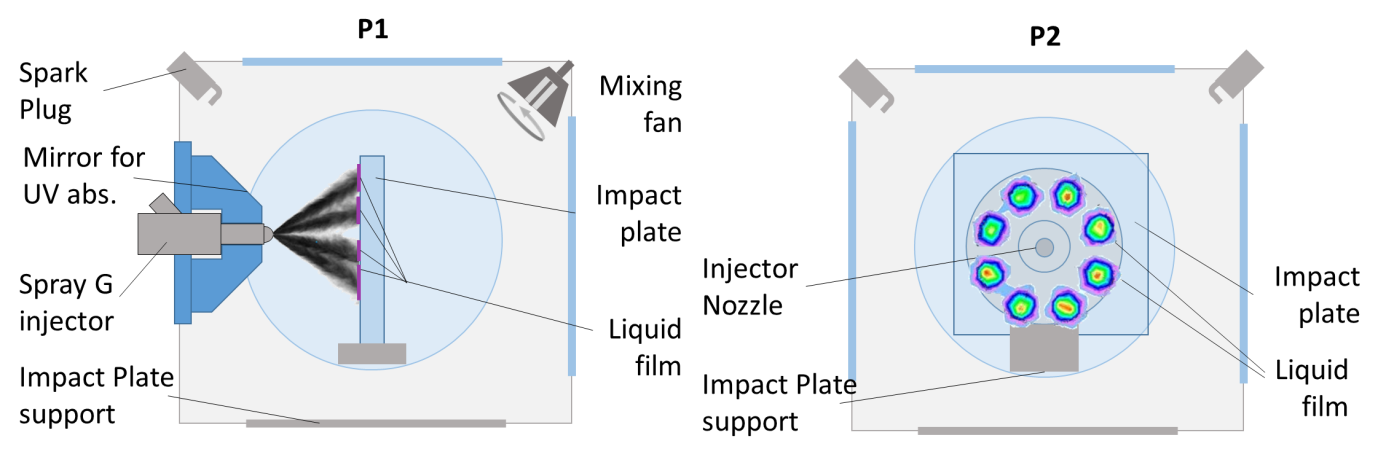 P1
Spark
Plug
Mixing
fan
Mirror for
UV abs.
Impact
plate
Spray G
injector
Liquid
film
Impact Plate
support
P2
Injector
Nozzle
Impact
plate
Impact Plate
support
Liquid
film